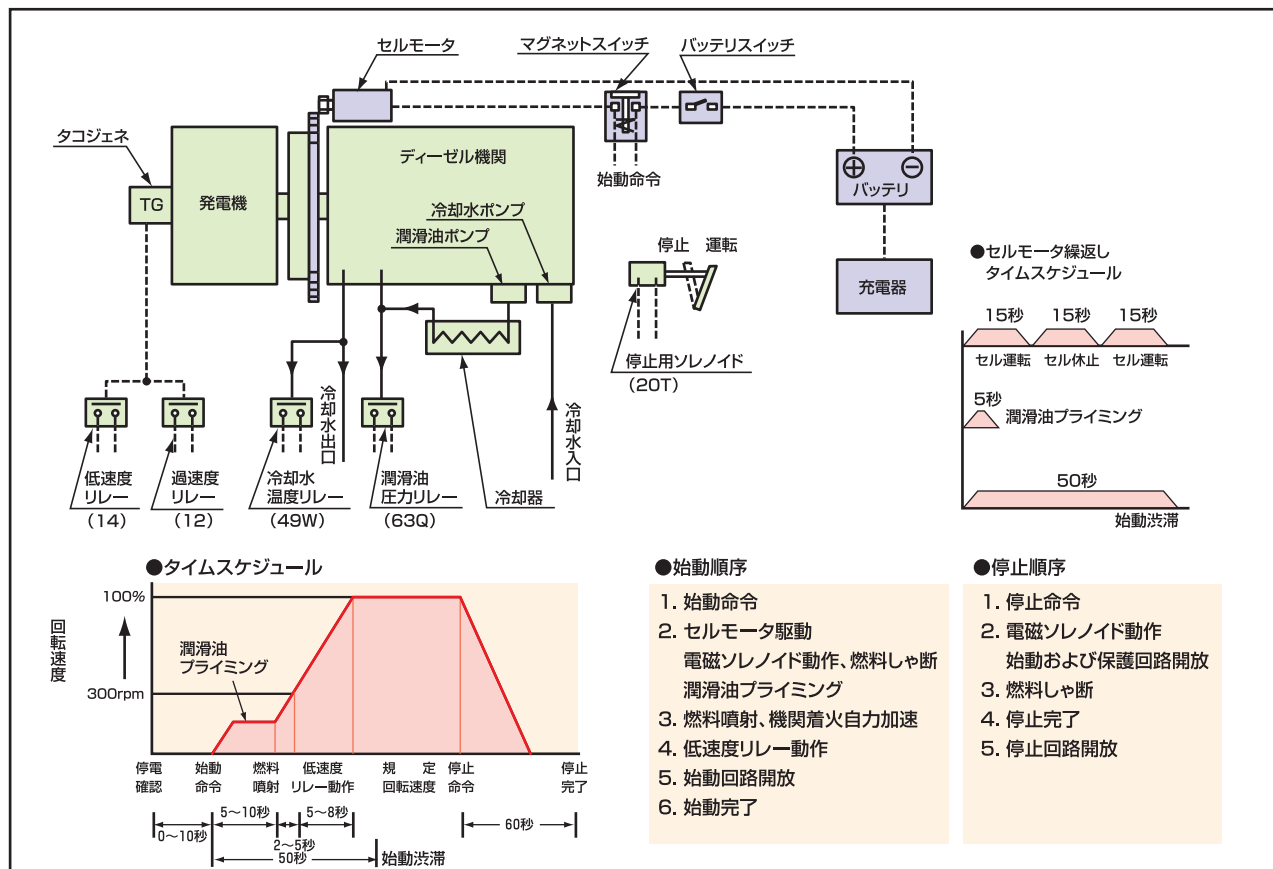 セルモータ
マグネットスイッチ
バッテリスイッチ
タコジェネ
TG
発電機
ディーゼル機関
冷却水ポンプ
潤滑油ポンプ
始動命令
バッテリ
充電器
停止 運転
停止用ソレノイド
(20T)
低速度
リレー
(14)
過速度
リレー
(12)
冷却水
温度リレー
(49W)
冷却水出口
潤滑油
圧力リレー
(63Q)
冷却器
冷却水入口
●セルモータ繰返し
タイムスケジュール
15秒 15秒 15秒
セル運転 セル休止 セル運転
5秒
潤滑油プライミング
50秒
始動渋滞
●タイムスケジュール
100%
回転速度
潤滑油
プライミング
300rpm
停電
確認
始動
命令
燃料
噴射
低速度
リレー動作
規 定
回転速度
停止
命令
停止
完了
5〜10秒
5〜8秒
0〜10秒
2〜5秒
60秒
50秒
始動渋滞
●始動順序
1. 始動命令
2. セルモータ駆動
電磁ソレノイド動作、燃料しゃ断
潤滑油プライミング
3. 燃料噴射、機関着火自力加速
4. 低速度リレー動作
5. 始動回路開放
6. 始動完了
●停止順序
1. 停止命令
2. 電磁ソレノイド動作
始動および保護回路開放
3. 燃料しゃ断
4. 停止完了
5. 停止回路開放